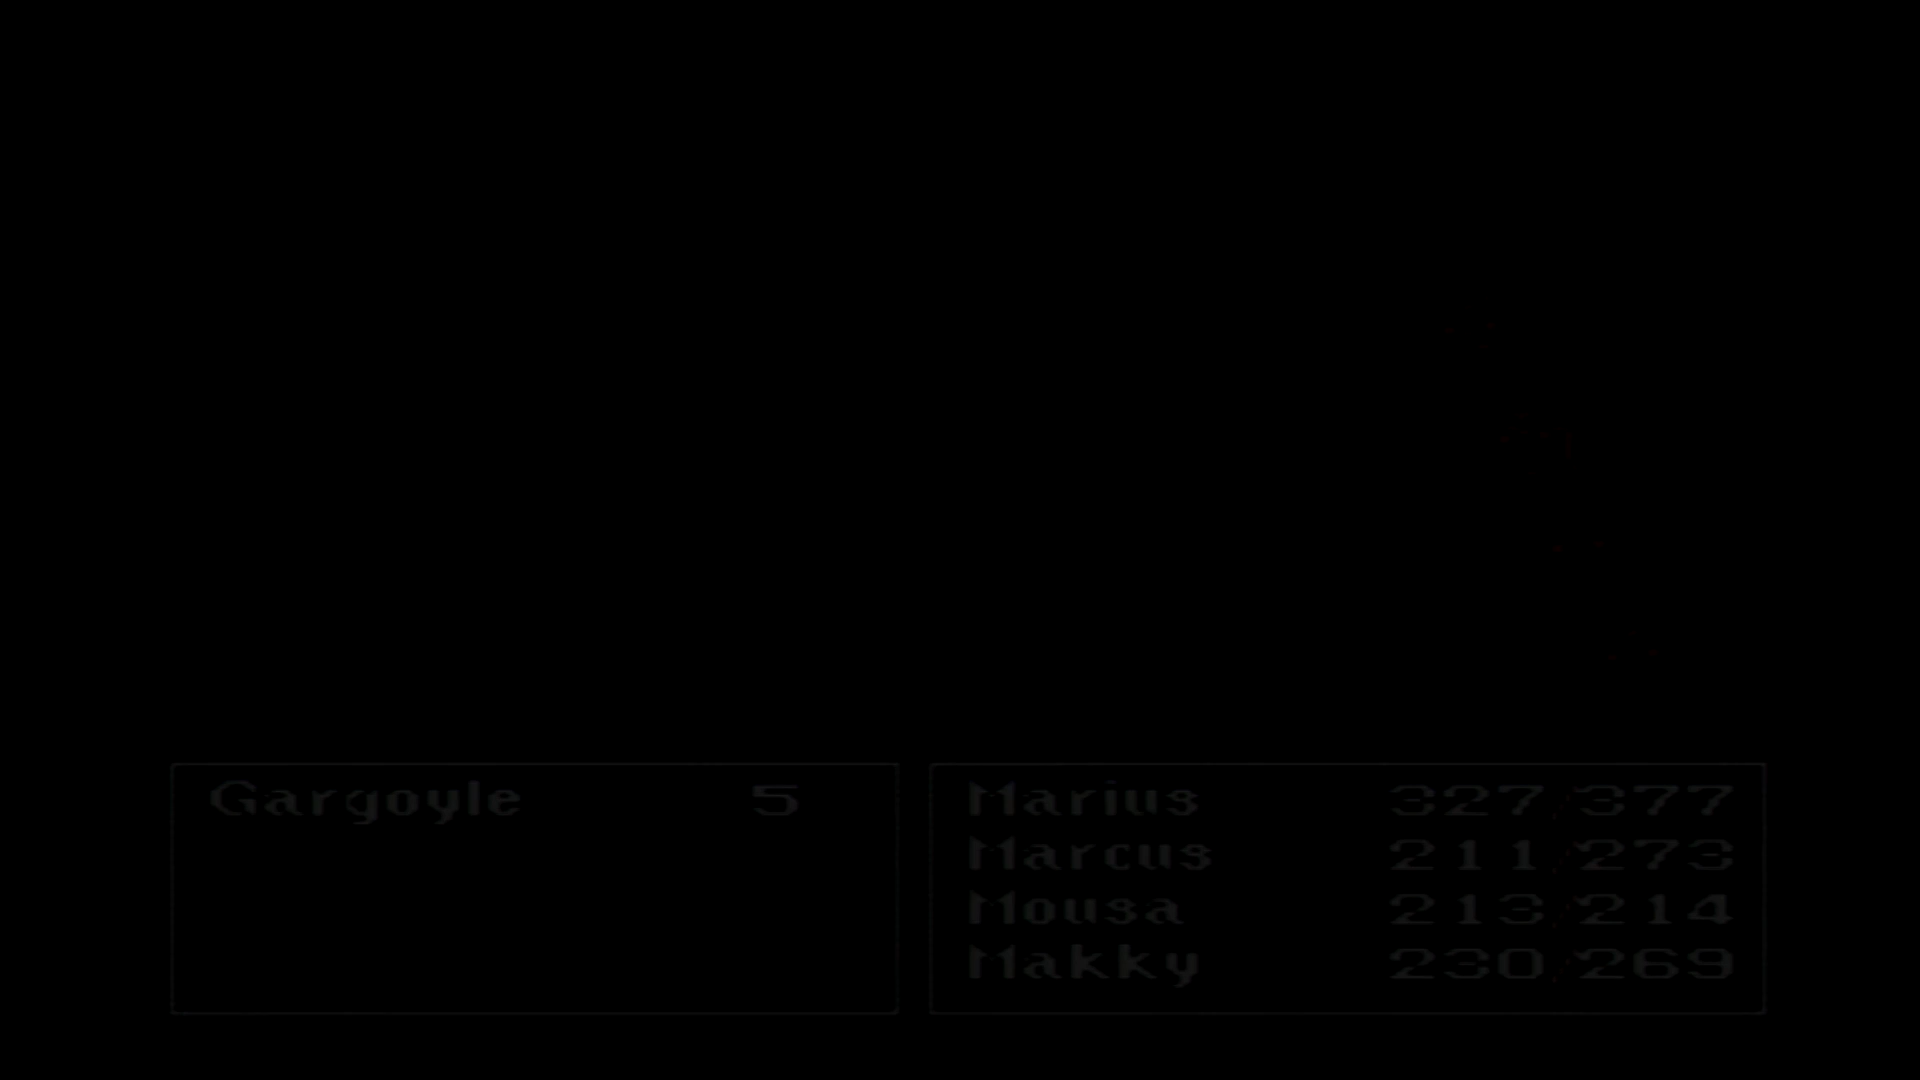 Gargoyle 5
Marius 327/377
Marcus 211/273
Mousa 213/214
Makky 230/269